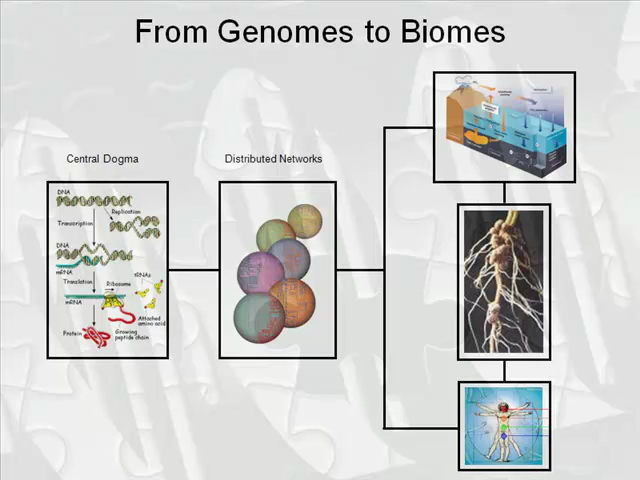 From Genomes to Biomes
Central Dogma
Distributed Networks
DNA
Replication
Transcription
DNA
mRNA
tRNAs
Translation
Ribosome
mRNA
Attached
amino acid
Protein
Growing
peptide chain